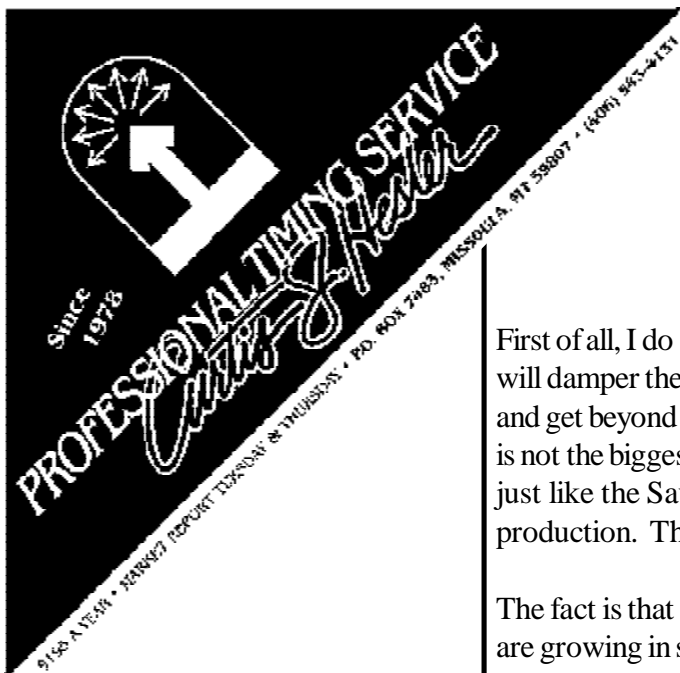 Since
1978
PROFESSIONAL TIMING SERVICE
Curtis J. Hesler
A YEAR • MARKET REPORT TUESDAY & THURSDAY • P.O. BOX 7483, MISSOULA, MT 59807 • (406) 543-4131
First of all, I do
will damper the
and get beyond
is not the bigges
just like the Sa
production. Th
The fact is that
are growing in s